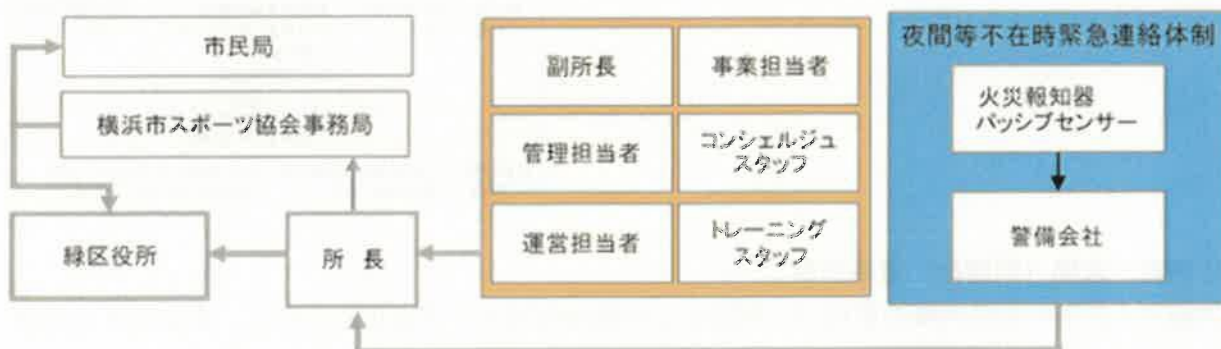 市民局
横浜市スポーツ協会事務局
緑区役所
所 長
副所長
事業担当者
管理担当者
コンシェルジュ
スタッフ
運営担当者
トレーニング
スタッフ
夜間等不在時緊急連絡体制
火災報知器
パッシブセンサー
警備会社